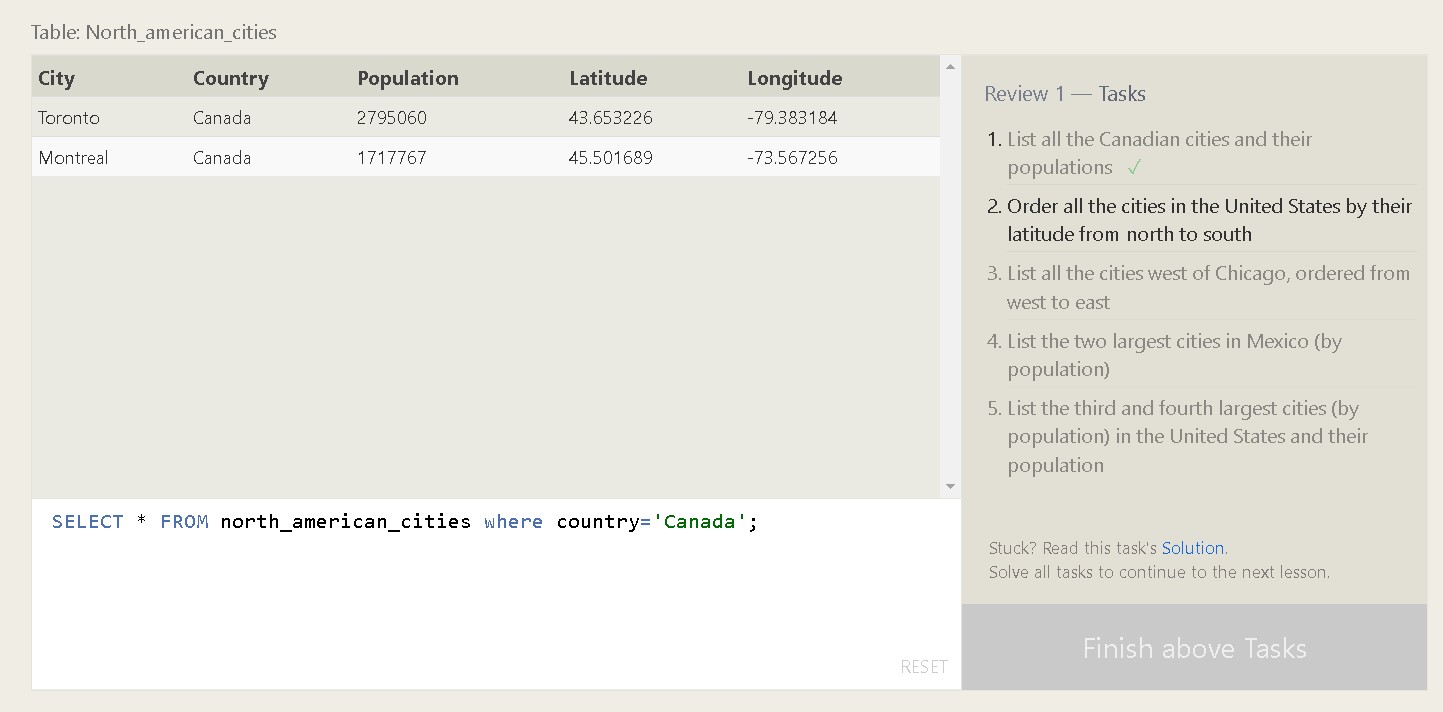 Table: North_american_cities
City Country Population Latitude Longitude
Toronto Canada 2795060 43.653226 -79.383184
Montreal Canada 1717767 45.501689 -73.567256
SELECT * FROM north_american_cities where country='Canada';
RESET
Review 1 — Tasks
1. List all the Canadian cities and their
populations ✓
2. Order all the cities in the United States by their
latitude from north to south
3. List all the cities west of Chicago, ordered from
west to east
4. List the two largest cities in Mexico (by
population)
5. List the third and fourth largest cities (by
population) in the United States and their
population
Stuck? Read this task's Solution.
Solve all tasks to continue to the next lesson.
Finish above Tasks